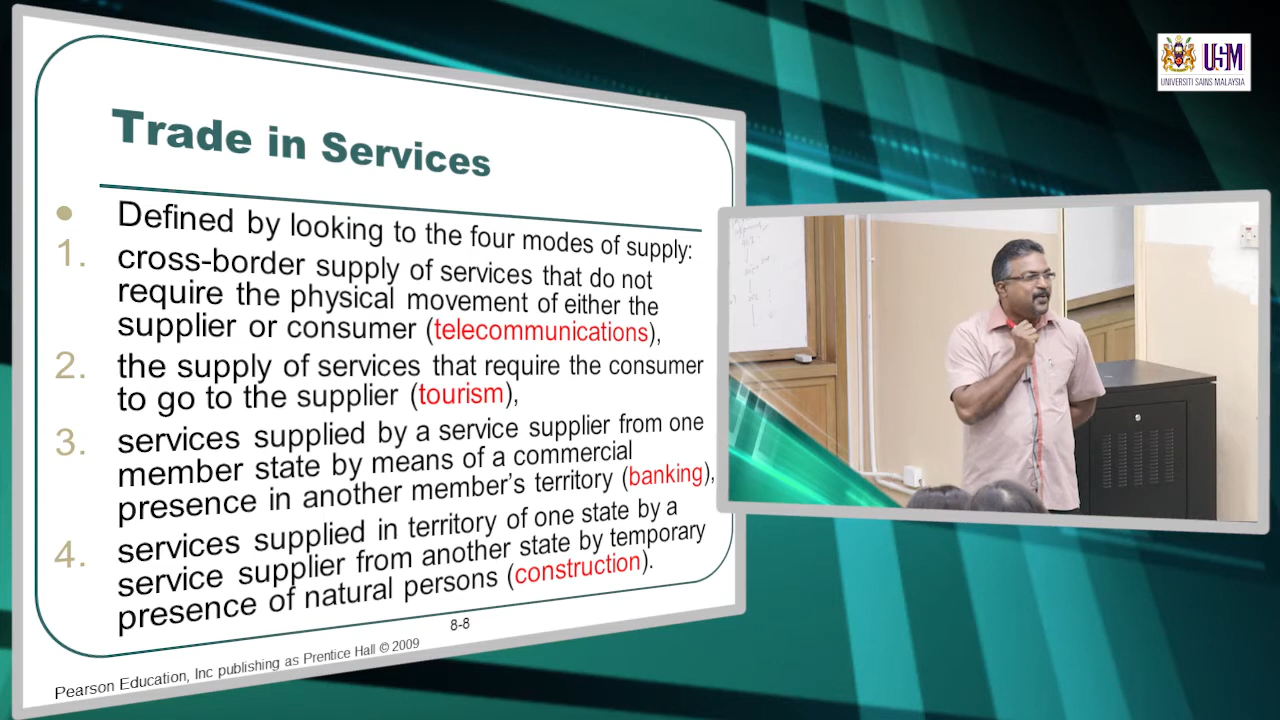 USM
UNIVERSITI SAINS MALAYSIA
Trade in Services
• Defined by looking to the four modes of supply:
1. cross-border supply of services that do not
require the physical movement of either the
supplier or consumer (telecommunications),
2. the supply of services that require the consumer
to go to the supplier (tourism),
3. services supplied by a service supplier from one
member state by means of a commercial
presence in another member's territory (banking),
4. services supplied in territory of one state by a
service supplier from another state by temporary
presence of natural persons (construction).
8-8
Pearson Education, Inc publishing as Prentice Hall © 2009